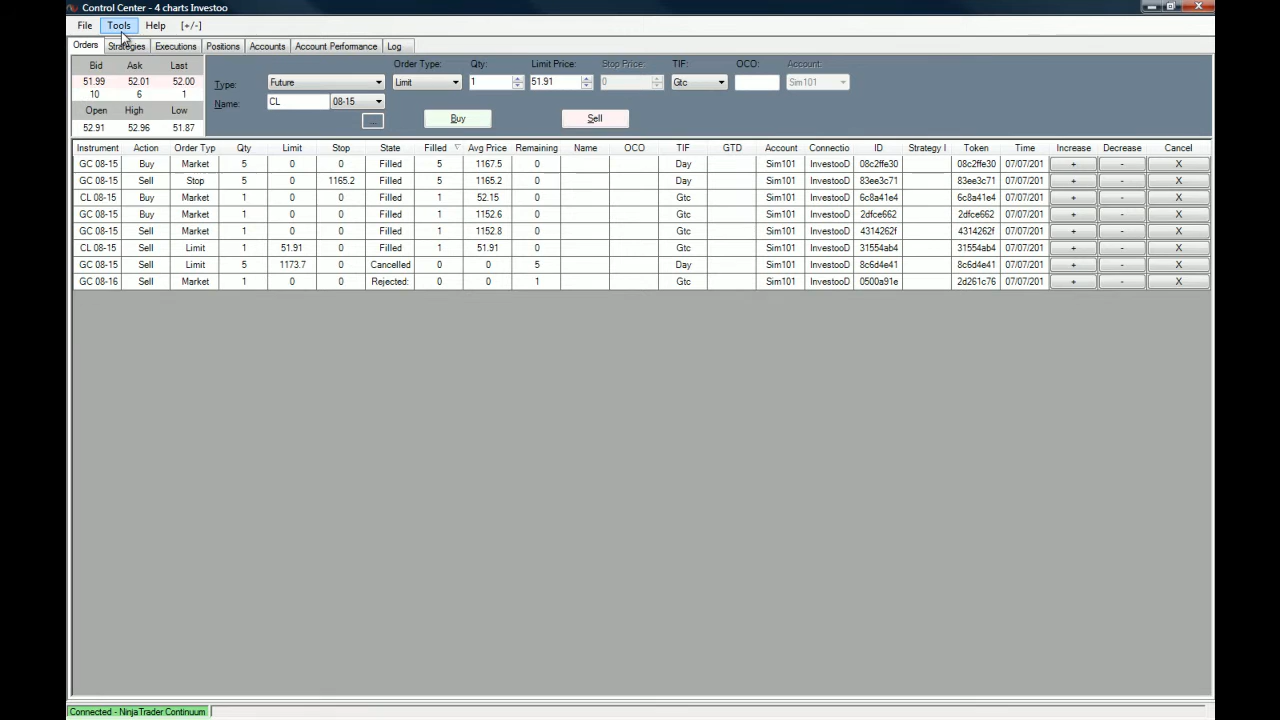 Control Center - 4 charts Investoo
File Tools Help [+/-]
Orders Strategies Executions Positions Accounts Account Performance Log
Bid Ask Last
51.99 52.01 52.00
10 6 1
Open High Low
52.91 52.96 51.87
Order Type: Qty: Limit Price: Stop Price: TIF: OCO: Account:
Type: Future Limit 1 51.91 0 Gtc Sim101
Name: CL 08-15
... Buy Sell
Instrument Action Order Typ Qty Limit Stop State Filled Avg Price Remaining Name OCO TIF GTD Account Connectio ID Strategy I Token Time Increase Decrease Cancel
GC 08-15 Buy Market 5 0 0 Filled 5 1167.5 0 Day Sim101 InvestooD 08c2ffe30 08c2ffe30 07/07/201 + - X
GC 08-15 Sell Stop 5 0 1165.2 Filled 5 1165.2 0 Day Sim101 InvestooD 83ee3c71 83ee3c71 07/07/201 + - X
CL 08-15 Buy Market 1 0 0 Filled 1 52.15 0 Gtc Sim101 InvestooD 6c8a41e4 6c8a41e4 07/07/201 + - X
GC 08-15 Buy Market 1 0 0 Filled 1 1152.6 0 Gtc Sim101 InvestooD 2dfce662 2dfce662 07/07/201 + - X
GC 08-15 Sell Market 1 0 0 Filled 1 1152.8 0 Gtc Sim101 InvestooD 4314262f 4314262f 07/07/201 + - X
CL 08-15 Sell Limit 1 51.91 0 Filled 1 51.91 0 Gtc Sim101 InvestooD 31554ab4 31554ab4 07/07/201 + - X
GC 08-15 Sell Limit 5 1173.7 0 Cancelled 0 0 5 Day Sim101 InvestooD 8c6d4e41 8c6d4e41 07/07/201 + - X
GC 08-16 Sell Market 1 0 0 Rejected: 0 0 1 Gtc Sim101 InvestooD 0500a91e 2d261c76 07/07/201 + - X
Connected - NinjaTrader Continuum